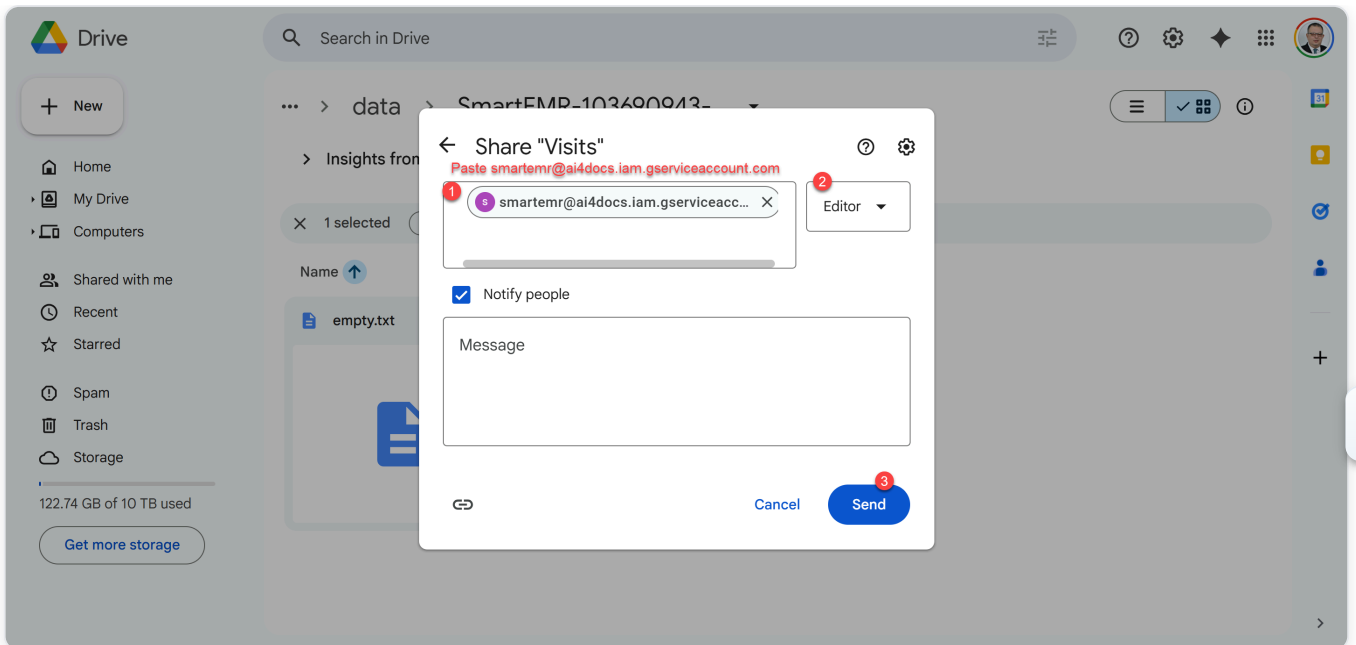 Drive
Search in Drive
New
Home
My Drive
Computers
Shared with me
Recent
Starred
Spam
Trash
Storage
122.74 GB of 10 TB used
Get more storage
data
SmartEMR-103690943-
Insights from
1 selected
Name
empty.txt
Share "Visits"
Paste smartemr@ai4docs.iam.gserviceaccount.com
1
s smartemr@ai4docs.iam.gserviceacc...
2
Editor
Notify people
Message
3
Cancel
Send
31